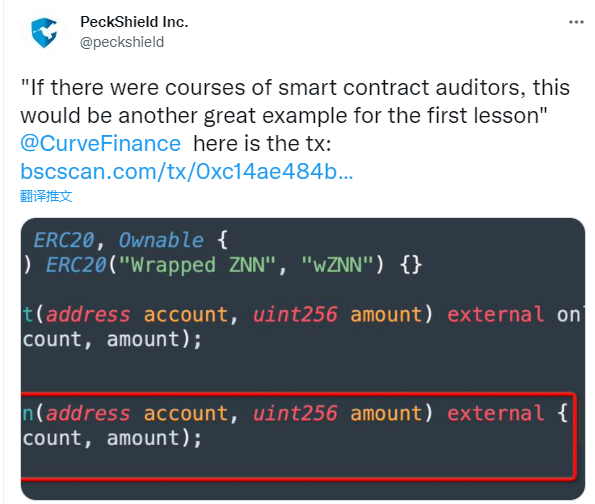 PeckShield Inc.
@peckshield
"If there were courses of smart contract auditors, this
would be another great example for the first lesson"
@CurveFinance here is the tx:
bscscan.com/tx/0xc14ae484b...
翻译推文
ERC20, Ownable {
) ERC20("Wrapped ZNN", "wZNN") {}
t(address account, uint256 amount) external on
count, amount);
n(address account, uint256 amount) external {
count, amount);